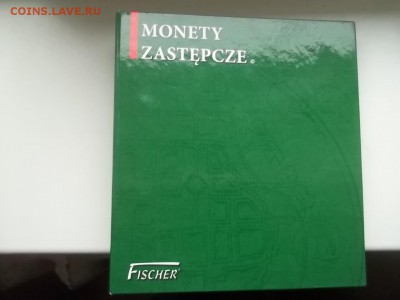 COINS.LAVE.RU
MONETY
ZASTĘPCZE
FISCHER